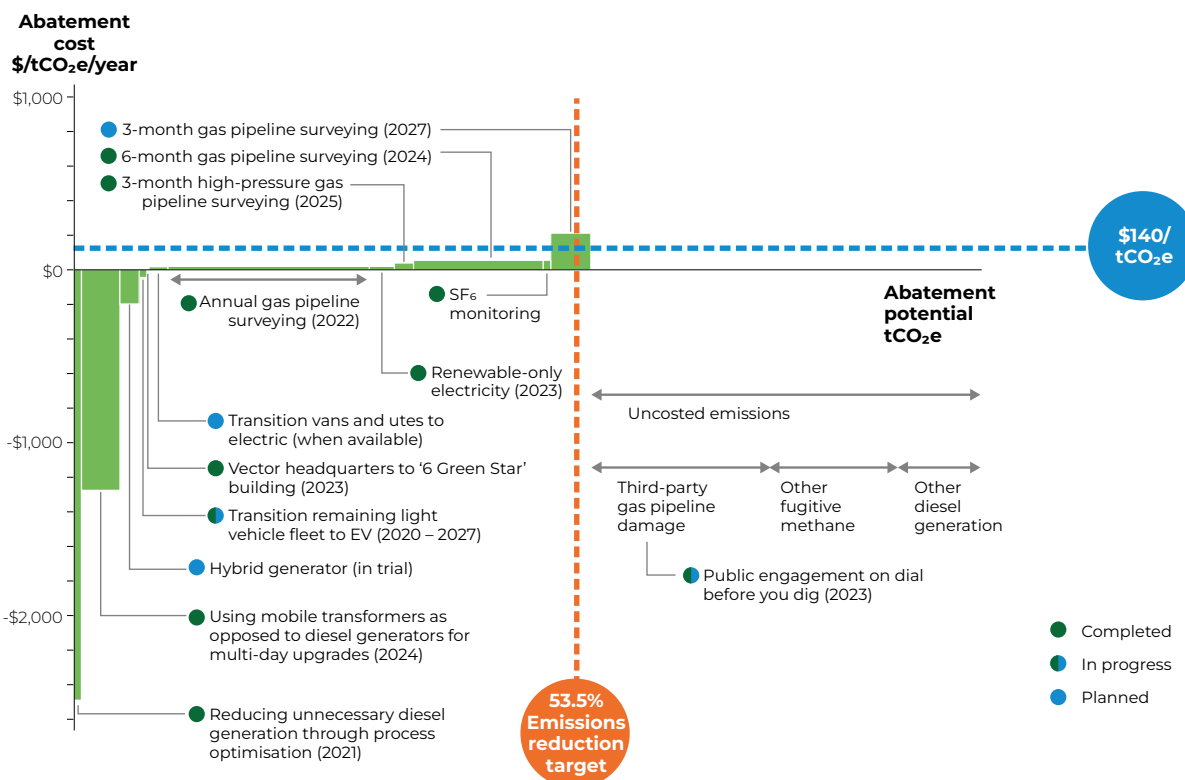 Abatement
cost
$/tCO₂e/year
$1,000
3-month gas pipeline surveying (2027)
6-month gas pipeline surveying (2024)
3-month high-pressure gas
pipeline surveying (2025)
$140/
tCO₂e
$0
Annual gas pipeline
surveying (2022)
SF₆
monitoring
Abatement
potential
tCO₂e
Renewable-only
electricity (2023)
Uncosted emissions
Transition vans and utes to
electric (when available)
-$1,000
Vector headquarters to ‘6 Green Star’
building (2023)
Third-party
gas pipeline
damage
Other
fugitive
methane
Other
diesel
generation
Transition remaining light
vehicle fleet to EV (2020 – 2027)
Hybrid generator (in trial)
Public engagement on dial
before you dig (2023)
-$2,000
Using mobile transformers as
opposed to diesel generators for
multi-day upgrades (2024)
Completed
In progress
Planned
53.5%
Emissions
reduction
target
Reducing unnecessary diesel
generation through process
optimisation (2021)